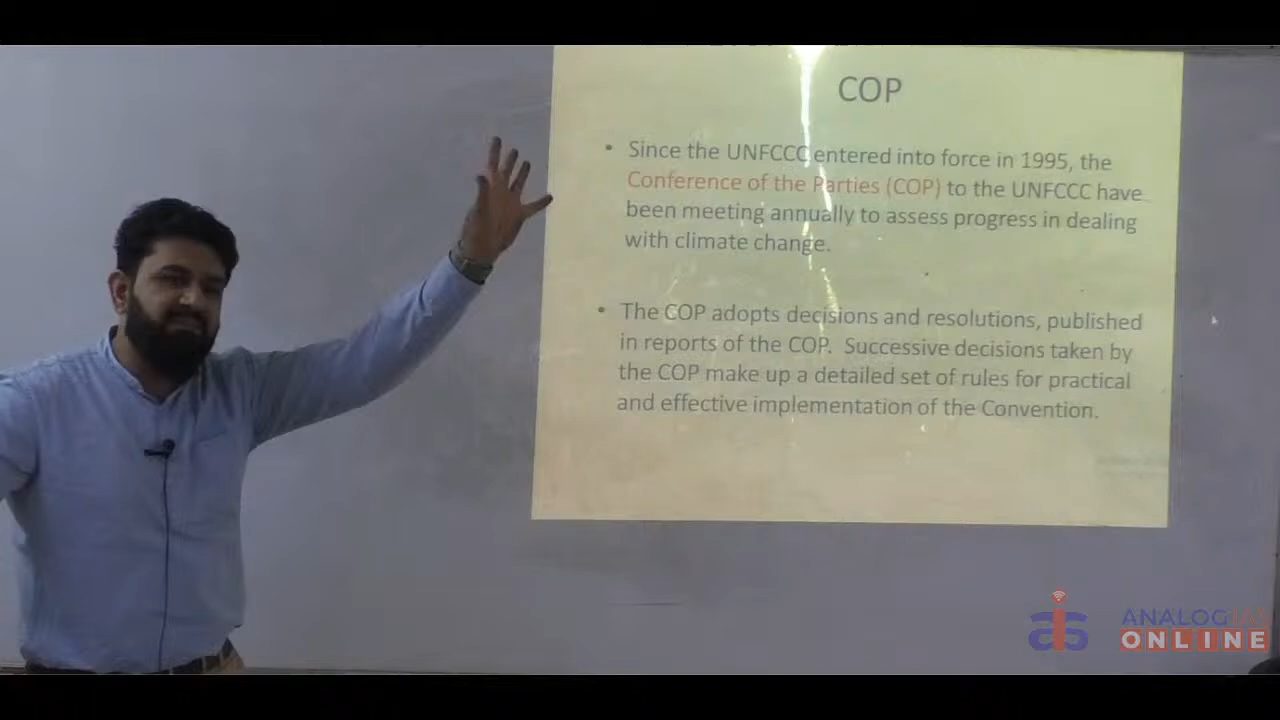 COP
• Since the UNFCCC entered into force in 1995, the
Conference of the Parties (COP) to the UNFCCC have
been meeting annually to assess progress in dealing
with climate change.
• The COP adopts decisions and resolutions, published
in reports of the COP. Successive decisions taken by
the COP make up a detailed set of rules for practical
and effective implementation of the Convention.
ais
ANALOG IAS
ONLINE